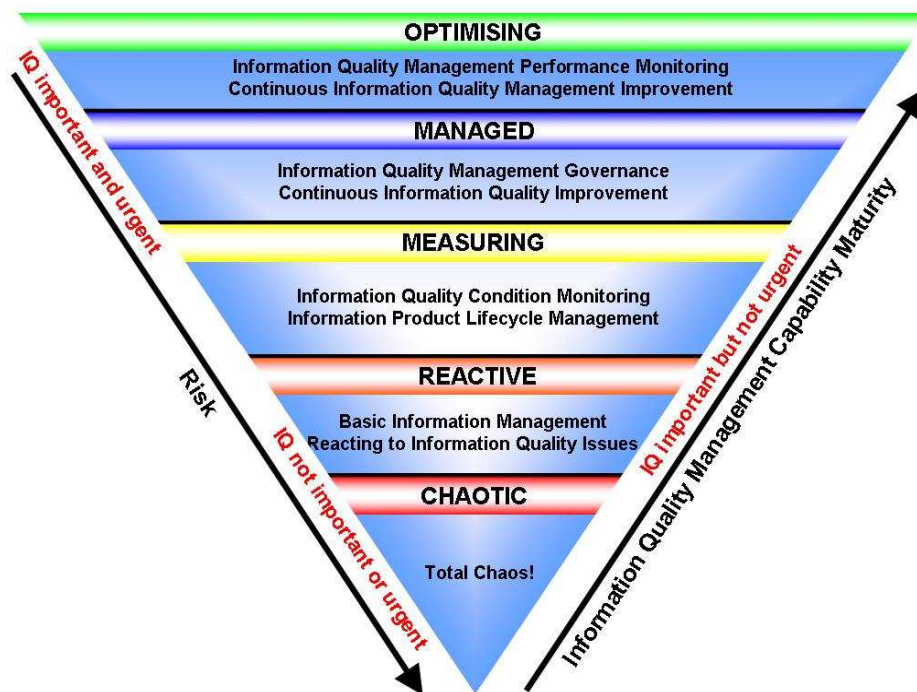 OPTIMISING
Information Quality Management Performance Monitoring
Continuous Information Quality Management Improvement
MANAGED
Information Quality Management Governance
Continuous Information Quality Improvement
MEASURING
Information Quality Condition Monitoring
Information Product Lifecycle Management
REACTIVE
Basic Information Management
Reacting to Information Quality Issues
CHAOTIC
Total Chaos!
IQ important and urgent
Risk
IQ not important or urgent
IQ important but not urgent
Information Quality Management Capability Maturity